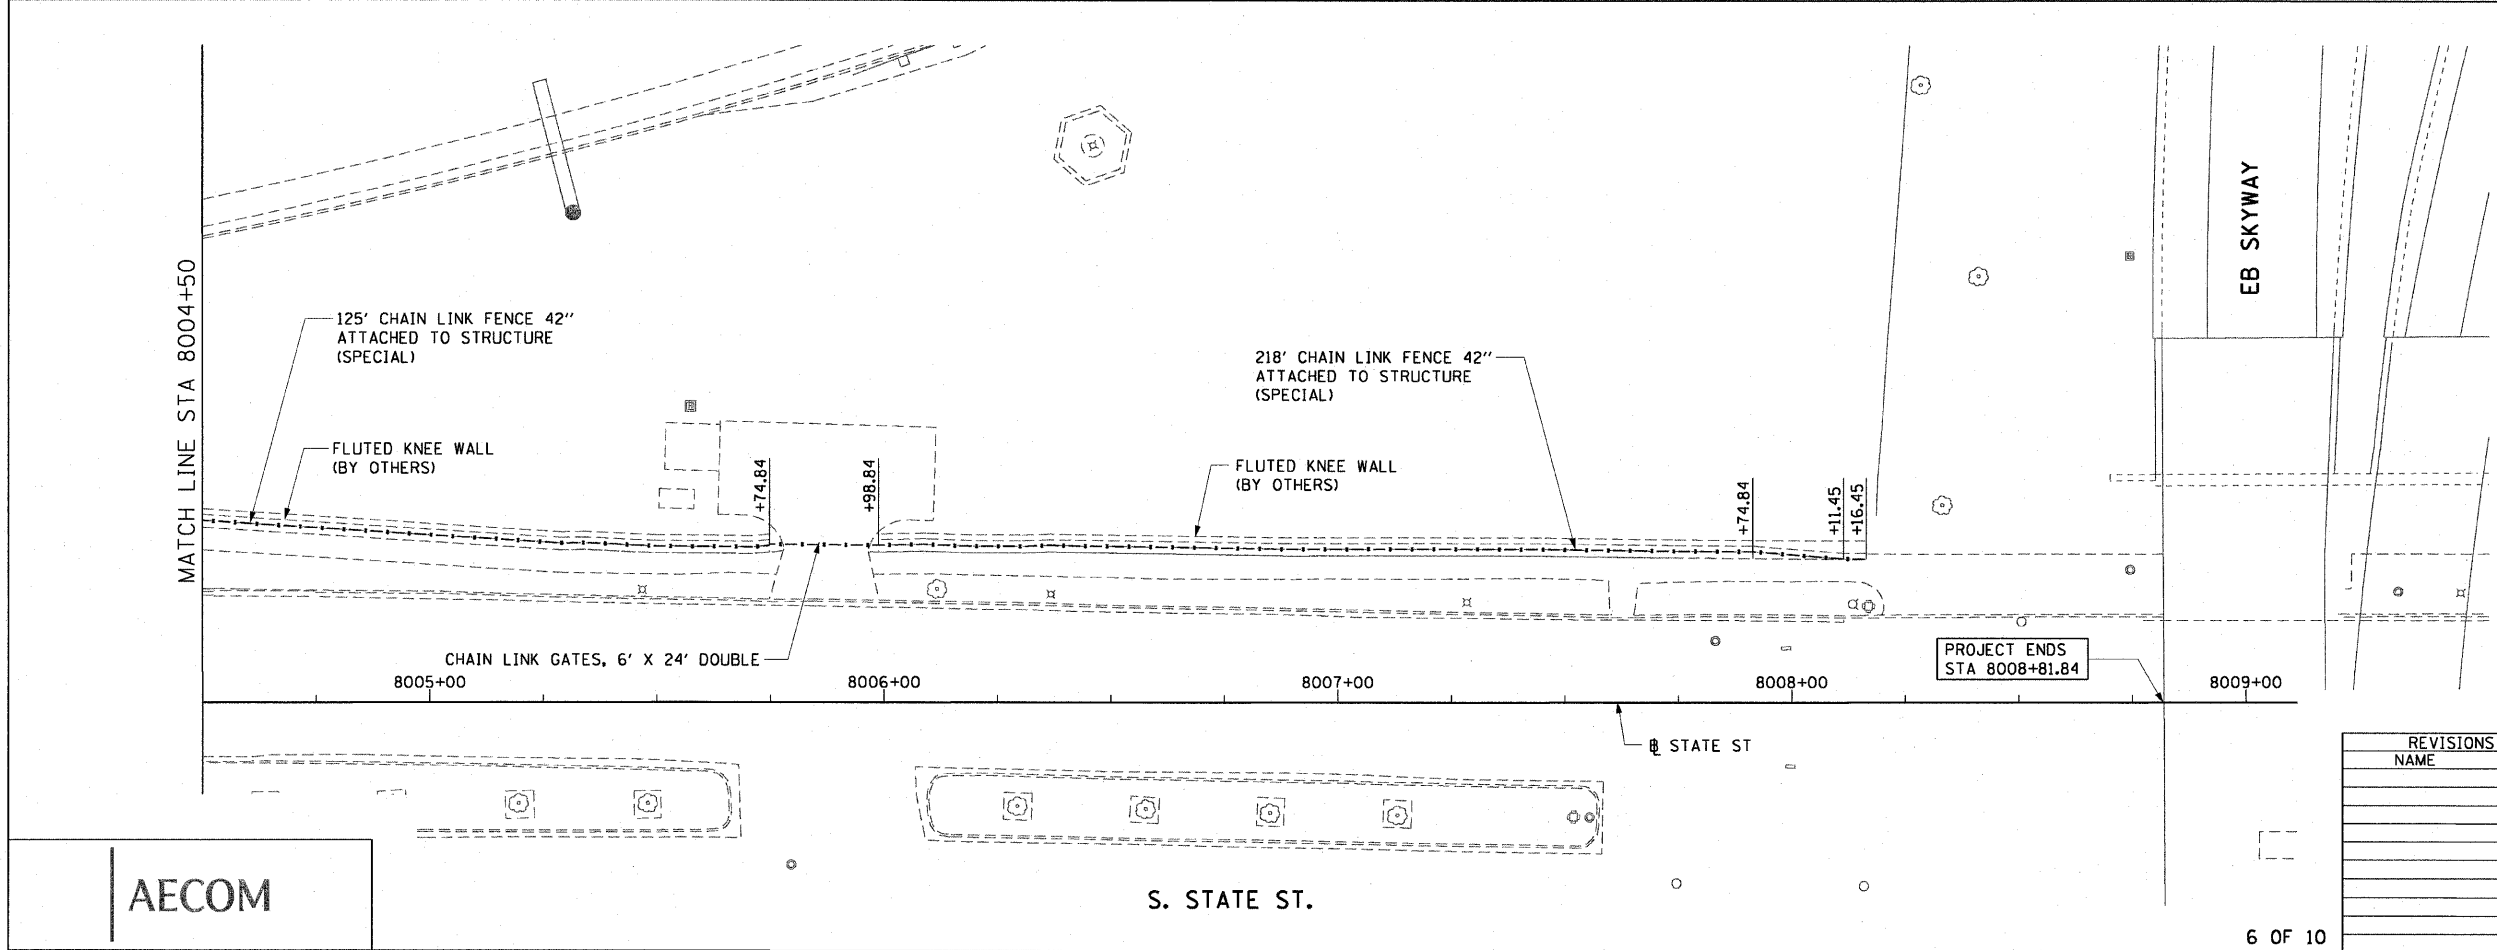 MATCH LINE STA 8004+50
125' CHAIN LINK FENCE 42"
ATTACHED TO STRUCTURE
(SPECIAL)
FLUTED KNEE WALL
(BY OTHERS)
+74.84
+98.84
218' CHAIN LINK FENCE 42"
ATTACHED TO STRUCTURE
(SPECIAL)
FLUTED KNEE WALL
(BY OTHERS)
+74.84
+11.45
+16.45
EB SKYWAY
CHAIN LINK GATES, 6' X 24' DOUBLE
PROJECT ENDS
STA 8008+81.84
8005+00
8006+00
8007+00
8008+00
8009+00
℄ STATE ST
REVISIONS
NAME
AECOM
S. STATE ST.
6 OF 10